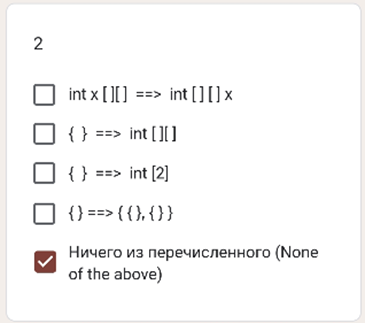 2
int x [ ][ ] ==> int [ ] [ ] x
{ } ==> int [ ][ ]
{ } ==> int [2]
{ } ==> { { }, { } }
Ничего из перечисленного (None
of the above)